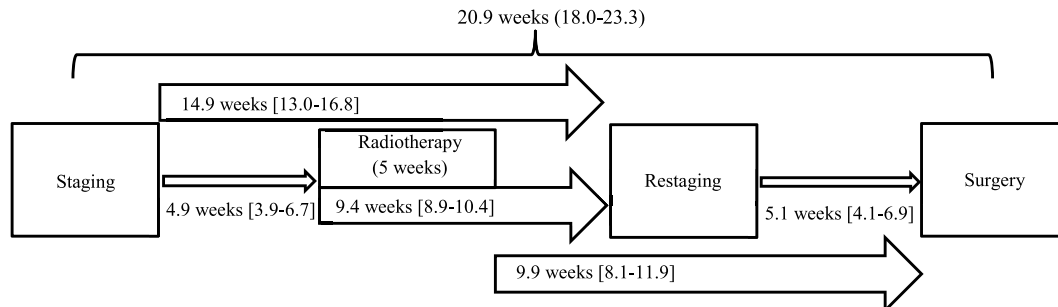 20.9 weeks (18.0-23.3)
14.9 weeks [13.0-16.8]
Staging
4.9 weeks [3.9-6.7]
Radiotherapy
(5 weeks)
9.4 weeks [8.9-10.4]
Restaging
5.1 weeks [4.1-6.9]
Surgery
9.9 weeks [8.1-11.9]